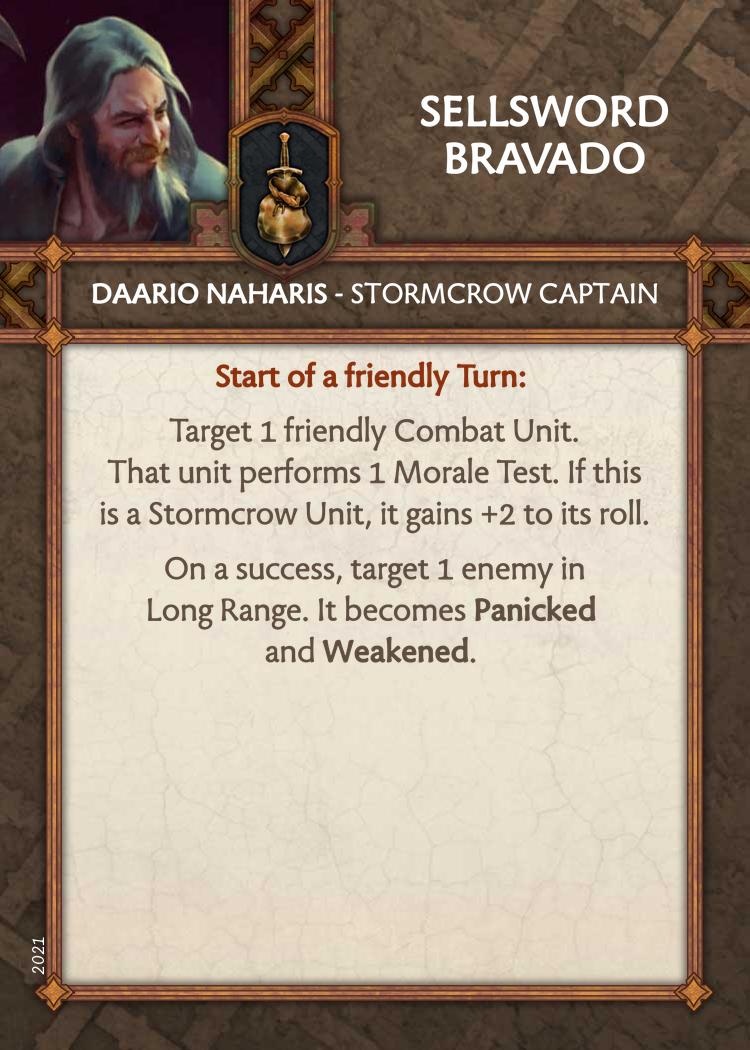 SELLSWORD
BRAVADO
DAARIO NAHARIS - STORMCROW CAPTAIN
Start of a friendly Turn:
Target 1 friendly Combat Unit.
That unit performs 1 Morale Test. If this
is a Stormcrow Unit, it gains +2 to its roll.
On a success, target 1 enemy in
Long Range. It becomes Panicked
and Weakened.
2021